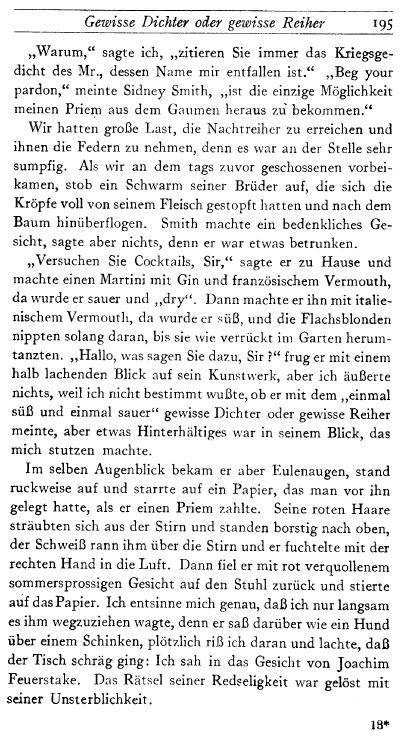 Gewisse Dichter oder gewisse Reiher 195
„Warum,“ sagte ich, „zitieren Sie immer das Kriegsge-
dicht des Mr., dessen Name mir entfallen ist.“ „Beg your
pardon,“ meinte Sidney Smith, „ist die einzige Möglichkeit
meinen Priem aus dem Gaumen heraus zu bekommen.“
Wir hatten große Last, die Nachtreiher zu erreichen und
ihnen die Federn zu nehmen, denn es war an der Stelle sehr
sumpfig. Als wir an dem tags zuvor geschossenen vorbei-
kamen, stob ein Schwarm seiner Brüder auf, die sich die
Kröpfe voll von seinem Fleisch gestopft hatten und nach dem
Baum hinüberflogen. Smith machte ein bedenkliches Ge-
sicht, sagte aber nichts, denn er war etwas betrunken.
„Versuchen Sie Cocktails, Sir,“ sagte er zu Hause und
machte einen Martini mit Gin und französischem Vermouth,
da wurde er sauer und „dry“. Dann machte er ihn mit italie-
nischem Vermouth, da wurde er süß, und die Flachsblonden
nippten solang daran, bis sie wie verrückt im Garten herum-
tanzten. „Hallo, was sagen Sie dazu, Sir?“ frug er mit einem
halb lachenden Blick auf sein Kunstwerk, aber ich äußerte
nichts, weil ich nicht bestimmt wußte, ob er mit dem „einmal
süß und einmal sauer“ gewisse Dichter oder gewisse Reiher
meinte, aber etwas Hinterhältiges war in seinem Blick, das
mich stutzen machte.
Im selben Augenblick bekam er aber Eulenaugen, stand
ruckweise auf und starrte auf ein Papier, das man vor ihn
gelegt hatte, als er einen Priem zahlte. Seine roten Haare
sträubten sich aus der Stirn und standen borstig nach oben,
der Schweiß rann ihm über die Stirn und er fuchtelte mit der
rechten Hand in die Luft. Dann fiel er mit rot verquollenem
sommersprossigen Gesicht auf den Stuhl zurück und stierte
auf das Papier. Ich entsinne mich genau, daß ich nur langsam
es ihm wegzuziehen wagte, denn er saß darüber wie ein Hund
über einem Schinken, plötzlich riß ich daran und lachte, daß
der Tisch schräg ging: Ich sah in das Gesicht von Joachim
Feuerstake. Das Rätsel seiner Redseligkeit war gelöst mit
seiner Unsterblichkeit.
13*